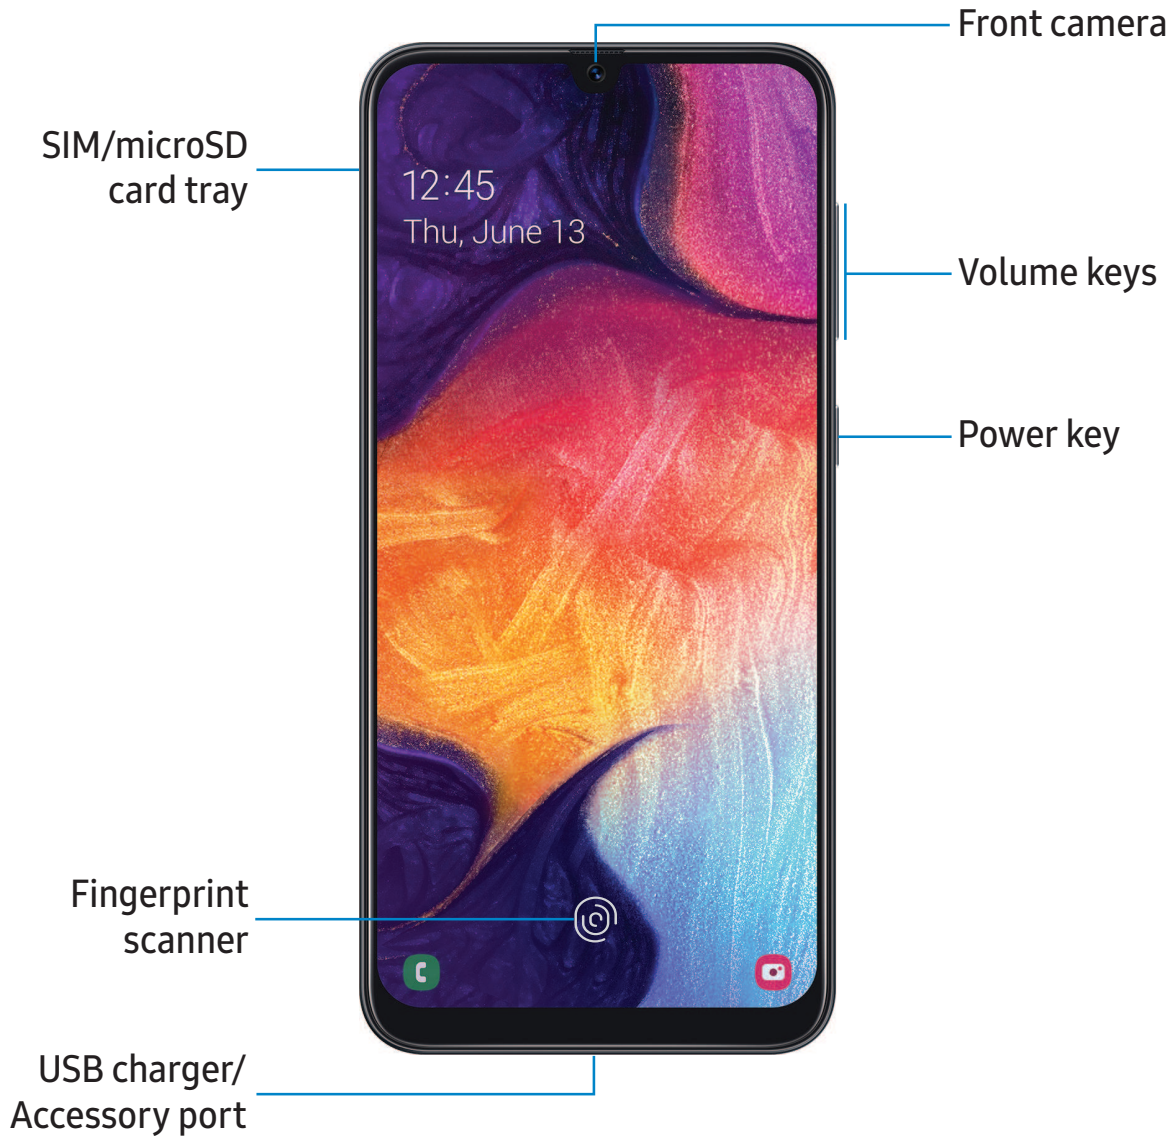 Front camera
SIM/microSD
card tray
12:45
Thu, June 13
Volume keys
Power key
Fingerprint
scanner
USB charger/
Accessory port